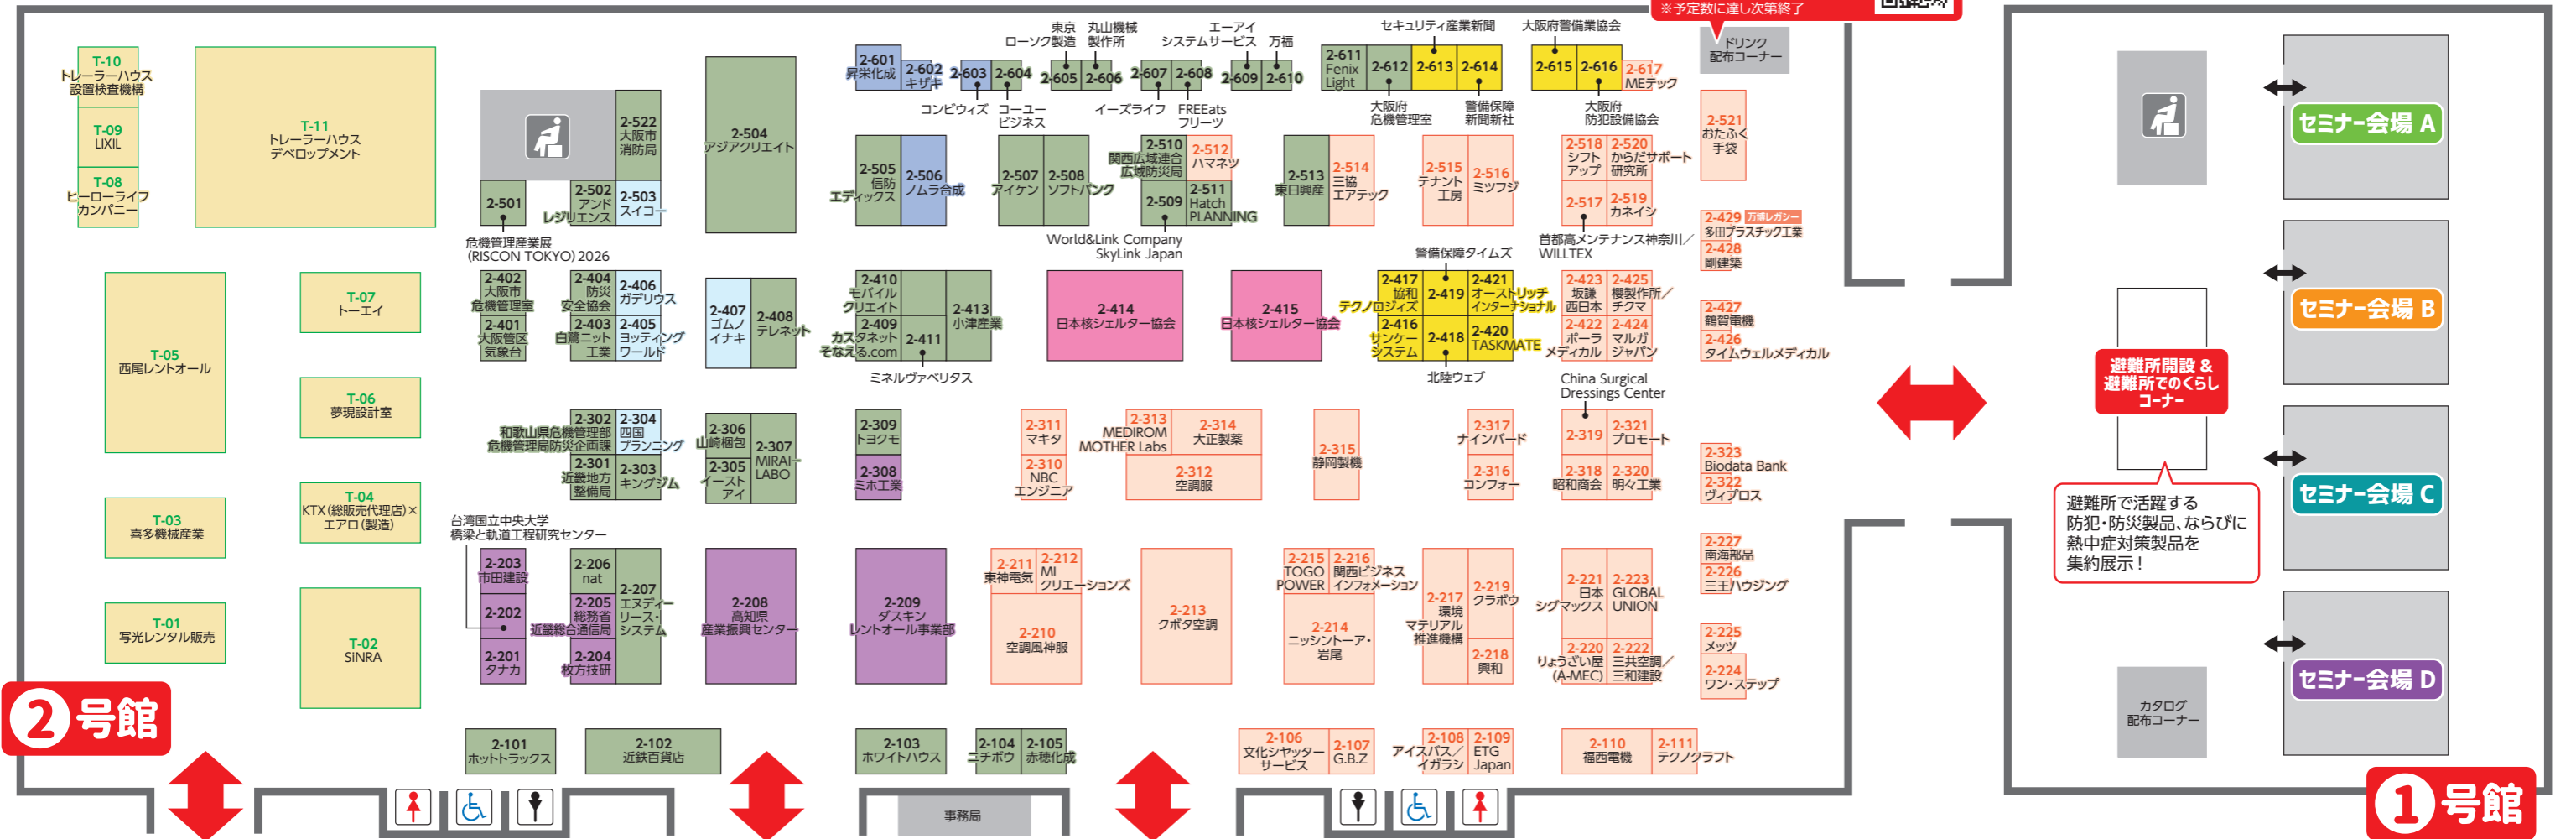 ※予定数に達し次第終了
ドリンク
配布コーナー
T-10
トレーラーハウス
設置検査機構
T-09
LIXIL
T-08
ヒーローライフ
カンパニー
T-11
トレーラーハウス
デベロップメント
T-07
トーエイ
T-05
西尾レントオール
T-06
夢現設計室
T-04
KTX(総販売代理店)×
エアロ(製造)
T-03
喜多機械産業
T-01
写光レンタル販売
T-02
SiNRA
2号館
2-601
昇栄化成
2-602
キザキ
2-603
コンビウィズ
2-604
コーユー
ビジネス
東京
ローソク製造
2-605
丸山機械
製作所
2-606
2-607
イーズライフ
2-608
FREEats
フリーツ
エーアイ
システムサービス
2-609
万福
2-610
2-611
Fenix
Light
2-612
大阪府
危機管理室
セキュリティ産業新聞
2-613
2-614
警備保障
新聞新社
大阪府警備業協会
2-615
2-616
大阪府
防犯設備協会
2-617
MEテック
2-522
大阪市
消防局
2-501
危機管理産業展
(RISCON TOKYO) 2026
2-502
アンド
レジリエンス
2-503
スイコー
2-504
アジアクリエイト
2-505
信防
エディックス
2-506
ノムラ合成
2-507
アイケン
2-508
ソフトバンク
2-510
関西広域連合
広域防災局
2-512
ハマネツ
2-509
World&Link Company
SkyLink Japan
2-511
Hatch
PLANNING
2-513
東日興産
2-514
三協
エアテック
2-515
テナント
工房
2-516
ミツフジ
2-518
シフト
アップ
2-520
からだサポート
研究所
2-517
首都高メンテナンス神奈川/
WILLTEX
2-519
カネイシ
2-521
おたふく
手袋
2-429 万博レガシー
多田プラスチック工業
2-428
剛建築
2-427
鶴賀電機
2-426
タイムウェルメディカル
2-402
大阪市
危機管理室
2-401
大阪管区
気象台
2-404
防災
安全協会
2-406
ガデリウス
2-403
白鷺ニット
工業
2-405
ヨッティング
ワールド
2-407
ゴムノ
イナキ
2-408
テレネット
2-410
モバイル
クリエイト
2-409
カスタネット
そなえる.com
2-411
ミネルヴァベリタス
2-413
小津産業
2-414
日本核シェルター協会
2-415
日本核シェルター協会
警備保障タイムズ
2-417
協和
テクノロジィズ
2-419
2-421
オーストリッチ
インターナショナル
2-416
サンケー
システム
2-418
北陸ウェブ
2-420
TASKMATE
2-423
坂謙
西日本
2-425
櫻製作所/
チクマ
2-422
ポーラ
メディカル
2-424
マルガ
ジャパン
2-302
和歌山県危機管理部
危機管理局防災企画課
2-304
四国
プランニング
2-301
近畿地方
整備局
2-303
キングジム
2-306
山崎梱包
2-305
イースト
アイ
2-307
MIRAI-
LABO
2-309
トヨクモ
2-308
ミホ工業
2-311
マキタ
2-310
NBC
エンジニア
2-313
MEDIROM
MOTHER Labs
2-314
大正製薬
2-312
空調服
2-315
静岡製機
2-317
ナインバード
2-316
コンフォー
China Surgical
Dressings Center
2-319
2-321
プロモート
2-318
昭和商会
2-320
明々工業
2-323
Biodata Bank
2-322
ヴィプロス
台湾国立中央大学
橋梁と軌道工程研究センター
2-203
市田建設
2-202
2-201
タナカ
2-206
nat
2-205
総務省
近畿総合通信局
2-204
枚方技研
2-207
エヌディー
リース・
システム
2-208
高知県
産業振興センター
2-209
ダスキン
レントオール事業部
2-211
東神電気
2-212
MI
クリエーションズ
2-210
空調風神服
2-213
クボタ空調
2-215
TOGO
POWER
2-216
関西ビジネス
インフォメーション
2-214
ニッシントーア・
岩尾
2-217
環境
マテリアル
推進機構
2-219
クラボウ
2-218
興和
2-221
日本
シグマックス
2-223
GLOBAL
UNION
2-220
りょうざい屋
(A-MEC)
2-222
三共空調/
三和建設
2-227
南海部品
2-226
三王ハウジング
2-225
メッツ
2-224
ワン・ステップ
2-101
ホットトラックス
2-102
近鉄百貨店
2-103
ホワイトハウス
2-104
ニチボウ
2-105
赤穂化成
2-106
文化シヤッター
サービス
2-107
G.B.Z
2-108
アイスバス/
イガラシ
2-109
ETG
Japan
2-110
福西電機
2-111
テクノクラフト
事務局
セミナー会場 A
セミナー会場 B
セミナー会場 C
セミナー会場 D
避難所開設 &
避難所でのくらし
コーナー
避難所で活躍する
防犯・防災製品、ならびに
熱中症対策製品を
集約展示!
カタログ
配布コーナー
1号館